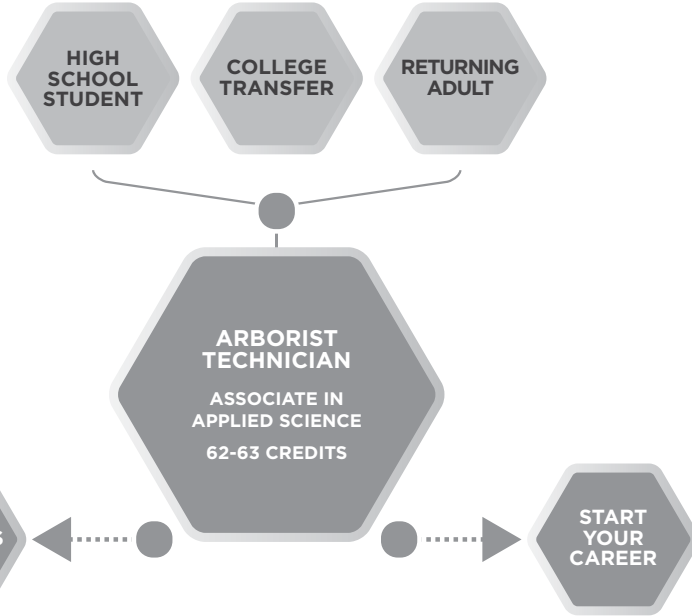 HIGH
SCHOOL
STUDENT
COLLEGE
TRANSFER
RETURNING
ADULT
ARBORIST
TECHNICIAN
ASSOCIATE IN
APPLIED SCIENCE
62-63 CREDITS
START
YOUR
CAREER